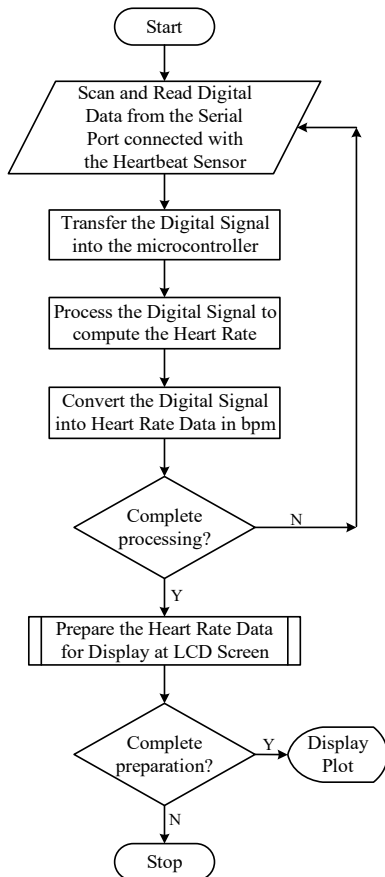 Start
Scan and Read Digital
Data from the Serial
Port connected with
the Heartbeat Sensor
Transfer the Digital Signal
into the microcontroller
Process the Digital Signal to
compute the Heart Rate
Convert the Digital Signal
into Heart Rate Data in bpm
Complete
processing?
N
Y
Prepare the Heart Rate Data
for Display at LCD Screen
Complete
preparation?
Y
Display
Plot
N
Stop